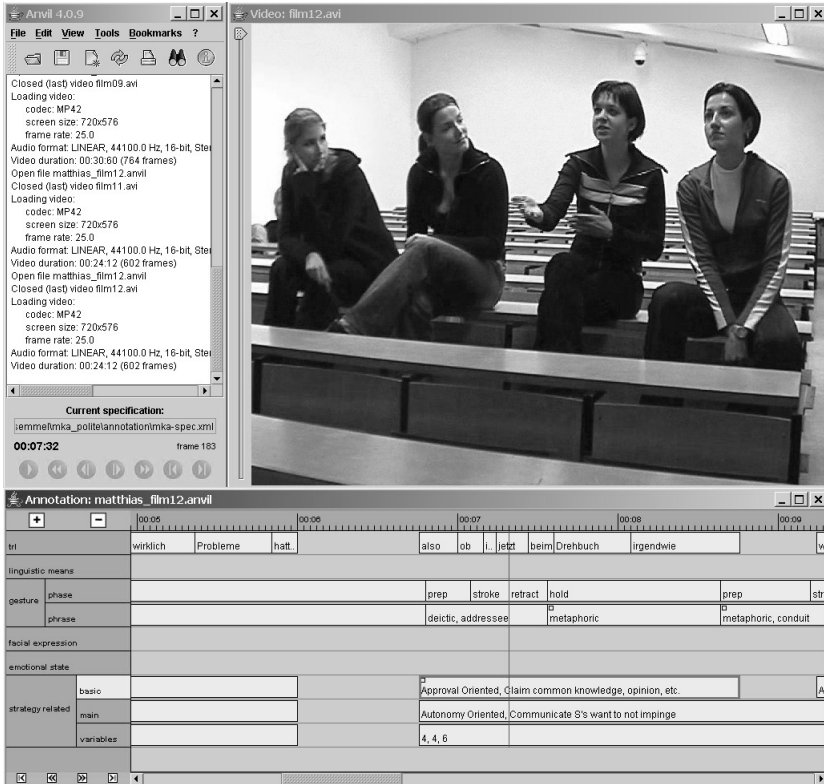 Anvil 4.0.9
File Edit View Tools Bookmarks ?
Closed (last) video film09.avi
Loading video:
codec: MP42
screen size: 720x576
frame rate: 25.0
Audio format: LINEAR, 44100.0 Hz, 16-bit, Ste
Video duration: 00:30:60 (764 frames)
Open file matthias_film12.anvil
Closed (last) video film11.avi
Loading video:
codec: MP42
screen size: 720x576
frame rate: 25.0
Audio format: LINEAR, 44100.0 Hz, 16-bit, Ste
Video duration: 00:24:12 (602 frames)
Open file matthias_film12.anvil
Closed (last) video film12.avi
Loading video:
codec: MP42
screen size: 720x576
frame rate: 25.0
Audio format: LINEAR, 44100.0 Hz, 16-bit, Ste
Video duration: 00:24:12 (602 frames)
Current specification:
emmel\mka_polite\annotation\mka-spec.xml
00:07:32 frame 183
Video: film12.avi
Annotation: matthias_film12.anvil
+ - 00:05 00:06 00:07 00:08 00:09
trl wirklich Probleme hatt.. also ob i.. jetzt beim Drehbuch irgendwie w
linguistic means
gesture phase prep stroke retract hold prep str
phrase deictic, addressee metaphoric metaphoric, conduit
facial expression
emotional state
strategy related basic Approval Oriented, Claim common knowledge, opinion, etc. A
main Autonomy Oriented, Communicate S's want to not impinge
variables 4, 4, 6